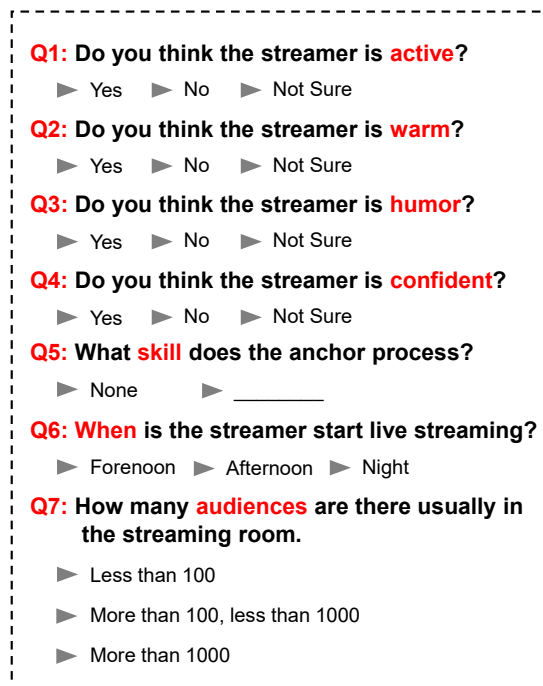 Q1: Do you think the streamer is active?
Yes No Not Sure
Q2: Do you think the streamer is warm?
Yes No Not Sure
Q3: Do you think the streamer is humor?
Yes No Not Sure
Q4: Do you think the streamer is confident?
Yes No Not Sure
Q5: What skill does the anchor process?
None ________
Q6: When is the streamer start live streaming?
Forenoon Afternoon Night
Q7: How many audiences are there usually in
the streaming room.
Less than 100
More than 100, less than 1000
More than 1000